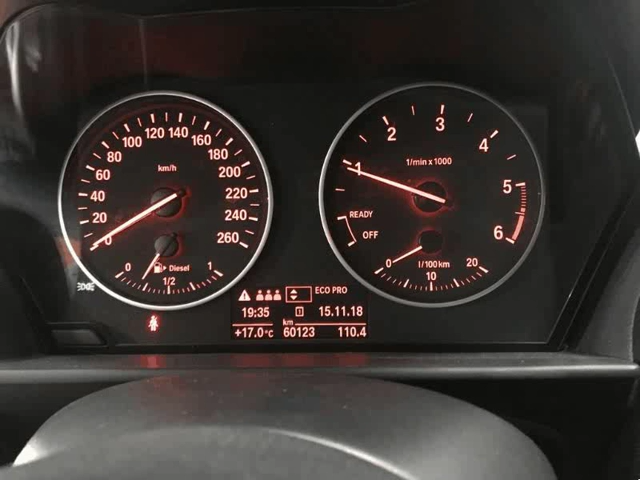 0 20 40 60 80 100 120 140 160 180 200 220 240 260
km/h
0 1/2 1
Diesel
1 2 3 4 5 6
1/min x 1000
READY
OFF
0 10 20
l/100 km
ECO PRO
19:35 15.11.18
km
+17.0°C 60123 110.4